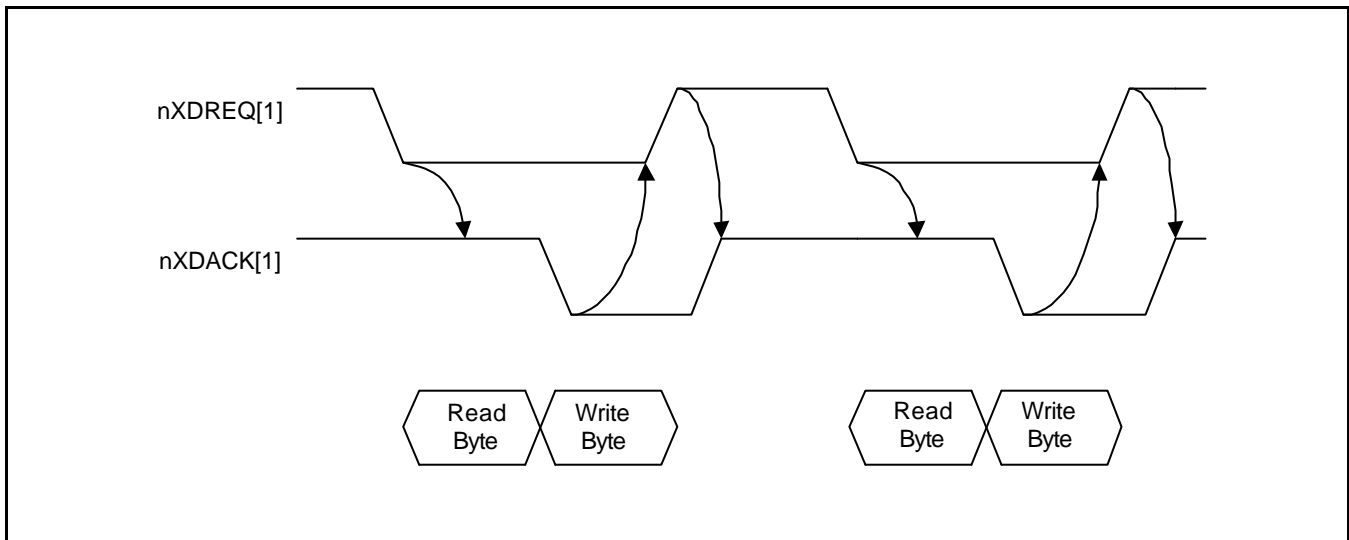 nXDREQ[1]
nXDACK[1]
Read
Byte
Write
Byte
Read
Byte
Write
Byte